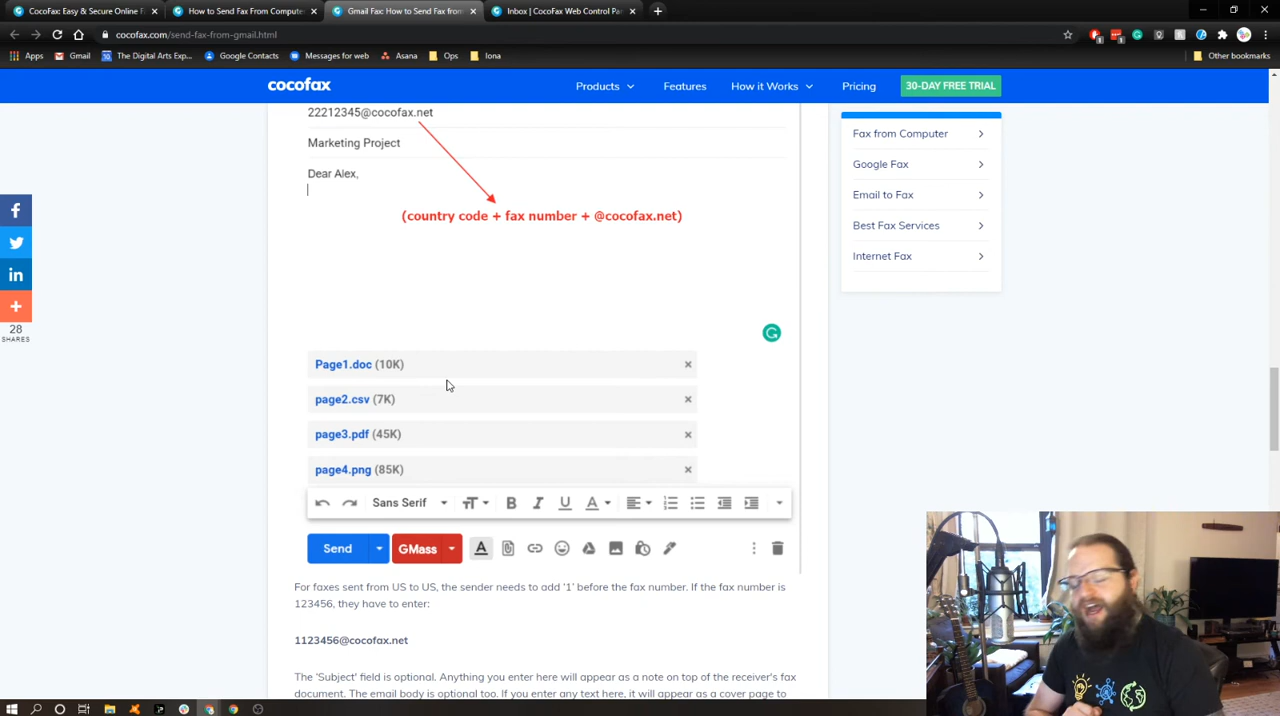 CocoFax Easy & Secure Online F
How to Send Fax From Computer
Gmail Fax: How to Send Fax from
Inbox | CocoFax Web Control Pa
cocofax.com/send-fax-from-gmail.html
Apps
Gmail
The Digital Arts Exp...
Google Contacts
Messages for web
Asana
Ops
Iona
Other bookmarks
cocofax
Products
Features
How it Works
Pricing
30-DAY FREE TRIAL
22212345@cocofax.net
Marketing Project
Dear Alex,
(country code + fax number + @cocofax.net)
Fax from Computer
Google Fax
Email to Fax
Best Fax Services
Internet Fax
28
SHARES
Page1.doc (10K)
page2.csv (7K)
page3.pdf (45K)
page4.png (85K)
Sans Serif
Send
GMass
For faxes sent from US to US, the sender needs to add '1' before the fax number. If the fax number is
123456, they have to enter:
1123456@cocofax.net
The 'Subject' field is optional. Anything you enter here will appear as a note on top of the receiver's fax
document. The email body is optional too. If you enter any text here, it will appear as a cover page to